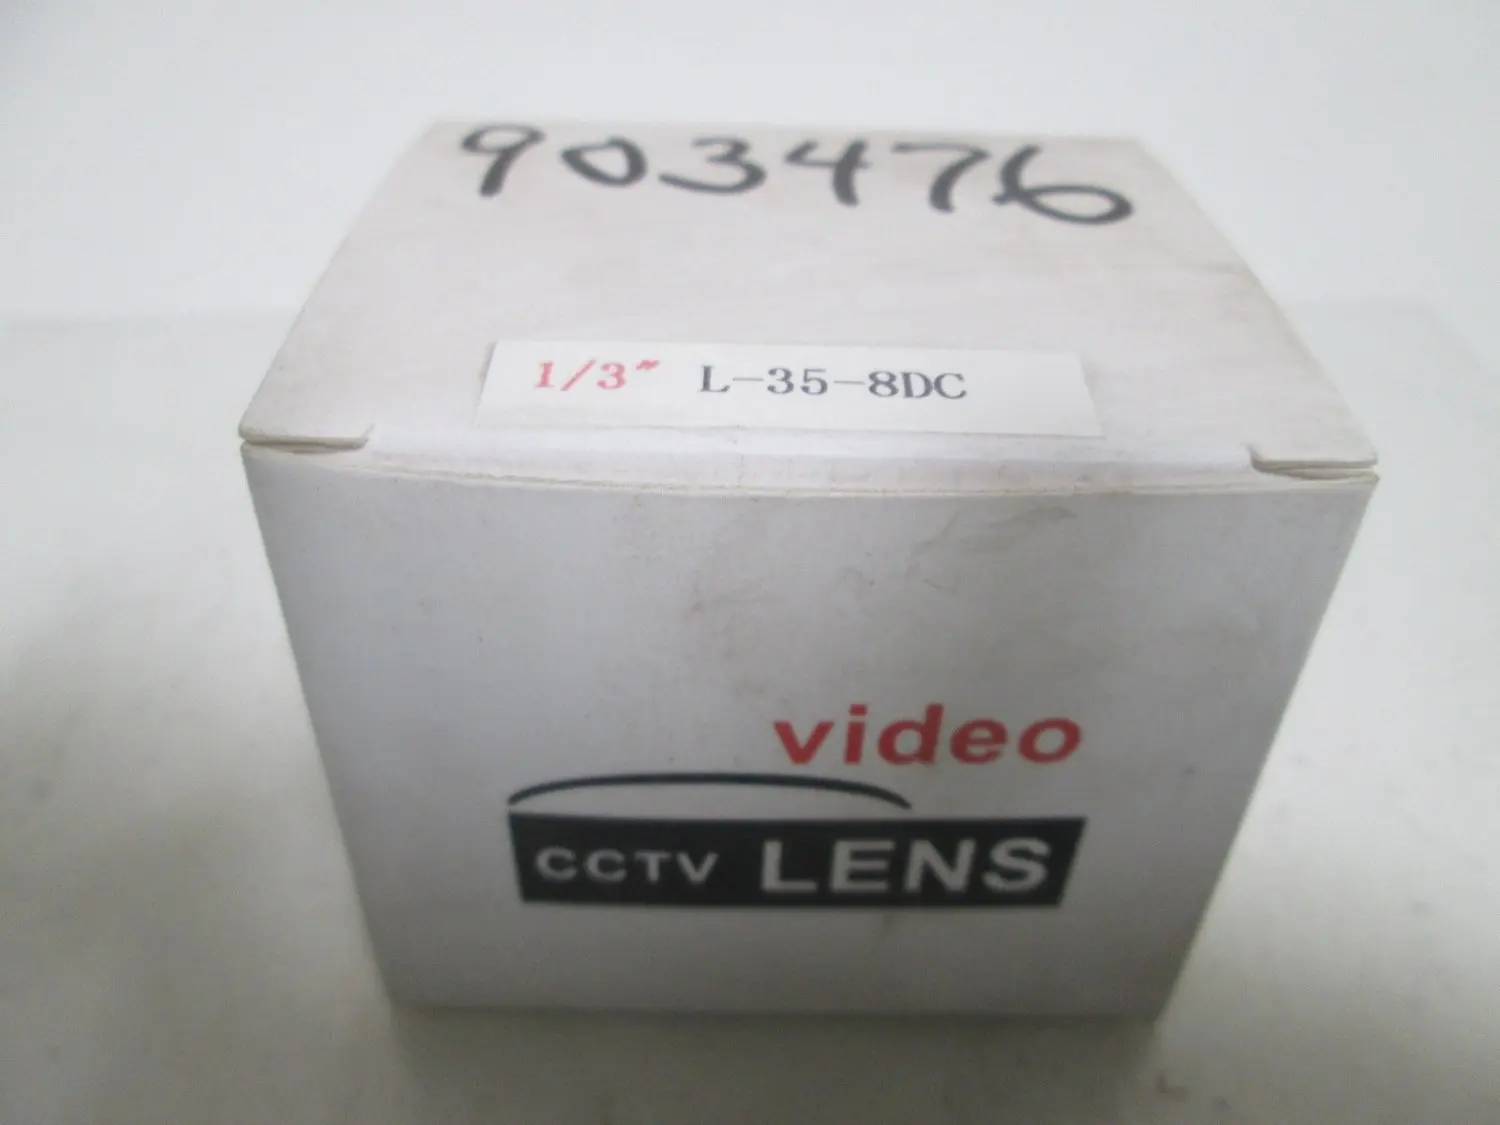 903476
1/3" L-35-8DC
video
CCTV LENS